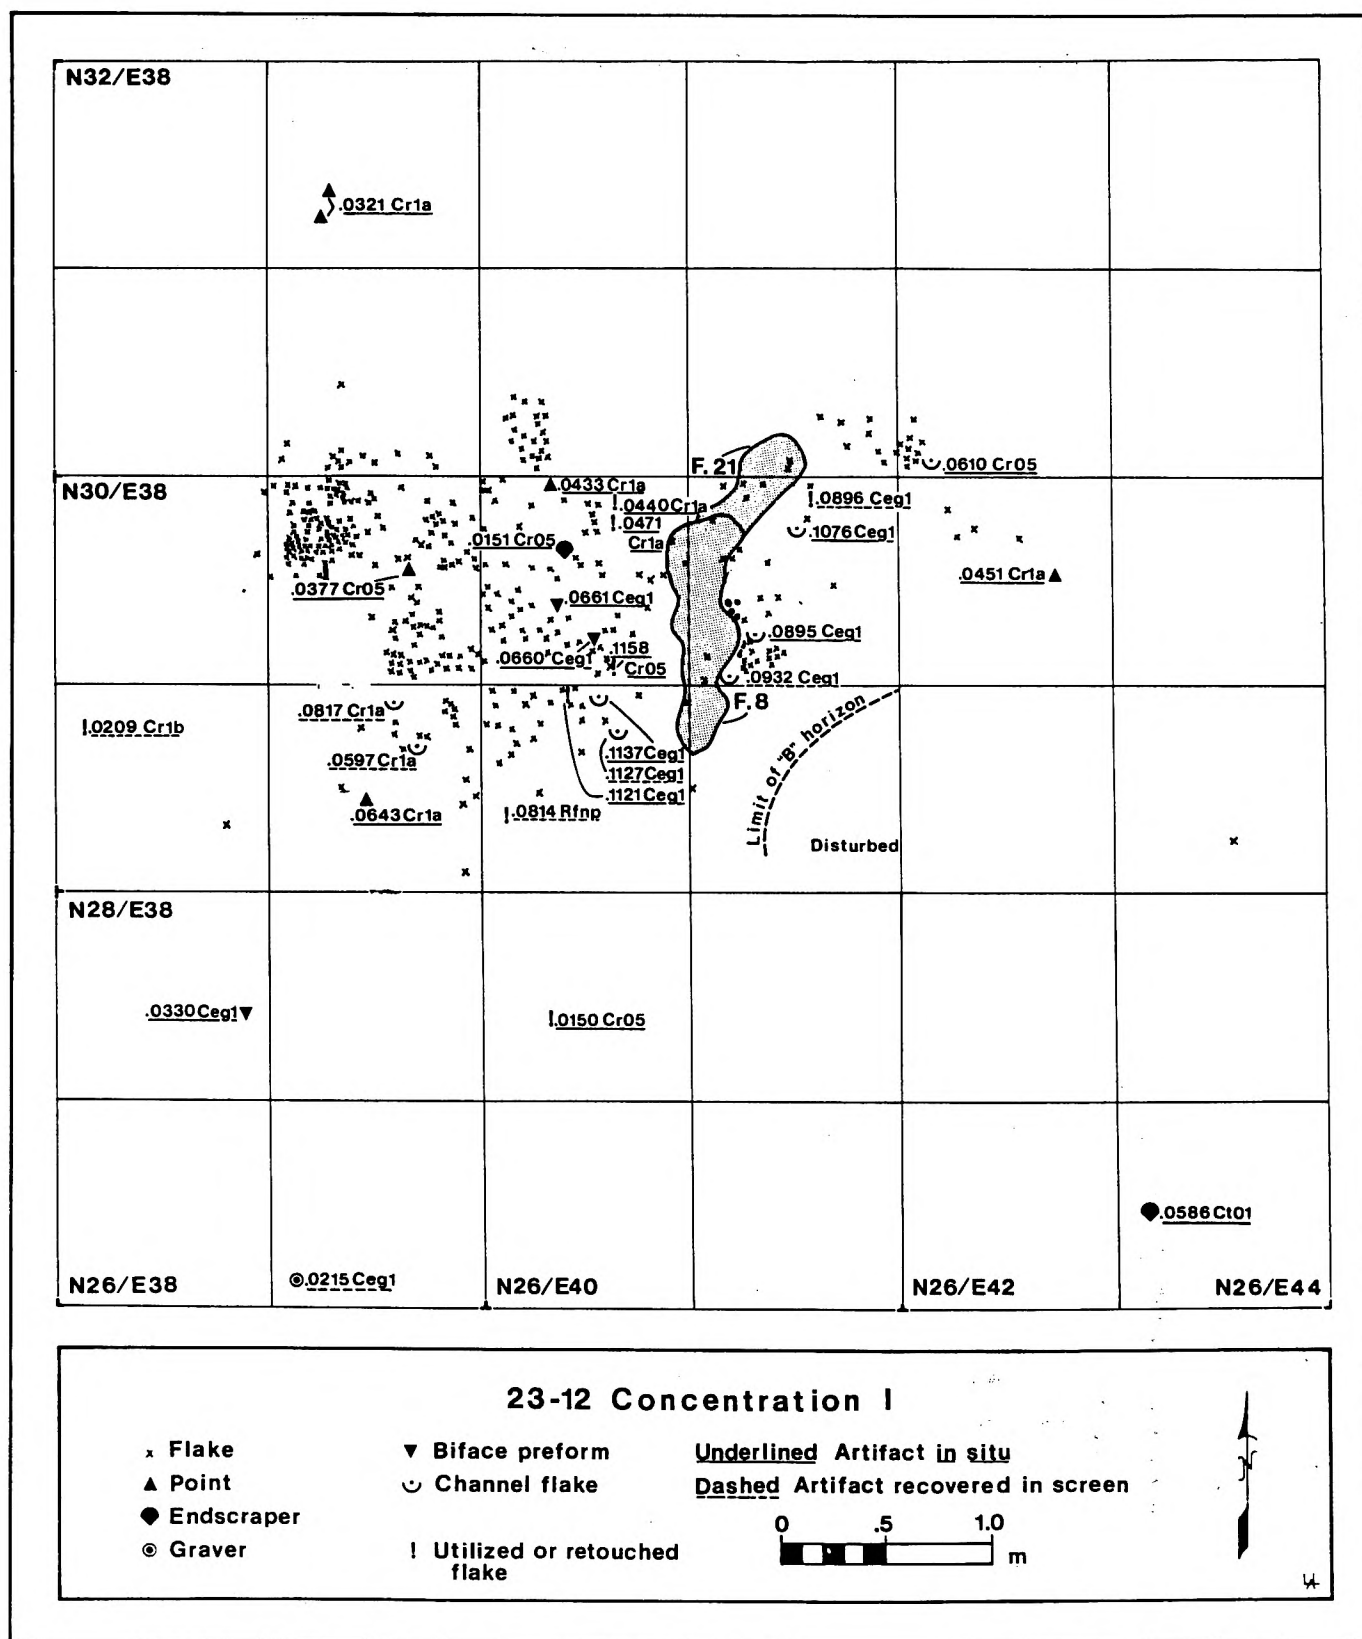 N32/E38
.0321 Cr1a
F. 21
.0610 Cr05
N30/E38
.0433 Cr1a
!.0440 Cr1a
!.0471
Cr1a
!.0896 Ceg1
.1076 Ceg1
.0151 Cr05
.0451 Cr1a
.0377 Cr05
.0661 Ceg1
.0895 Ceg1
.0660 Ceg1
.1158
!Cr05
.0932 Ceg1
F. 8
!.0209 Cr1b
.0817 Cr1a
.0597 Cr1a
.1137 Ceg1
.1127 Ceg1
.1121 Ceg1
.0643 Cr1a
!.0814 Rfnp
Limit of "B" horizon
Disturbed
N28/E38
.0330 Ceg1
!.0150 Cr05
.0586 Ct01
.0215 Ceg1
N26/E38
N26/E40
N26/E42
N26/E44
23-12 Concentration I
x Flake
Point
Endscraper
Graver
Biface preform
Channel flake
! Utilized or retouched
flake
Underlined Artifact in situ
Dashed Artifact recovered in screen
0 .5 1.0
m
N